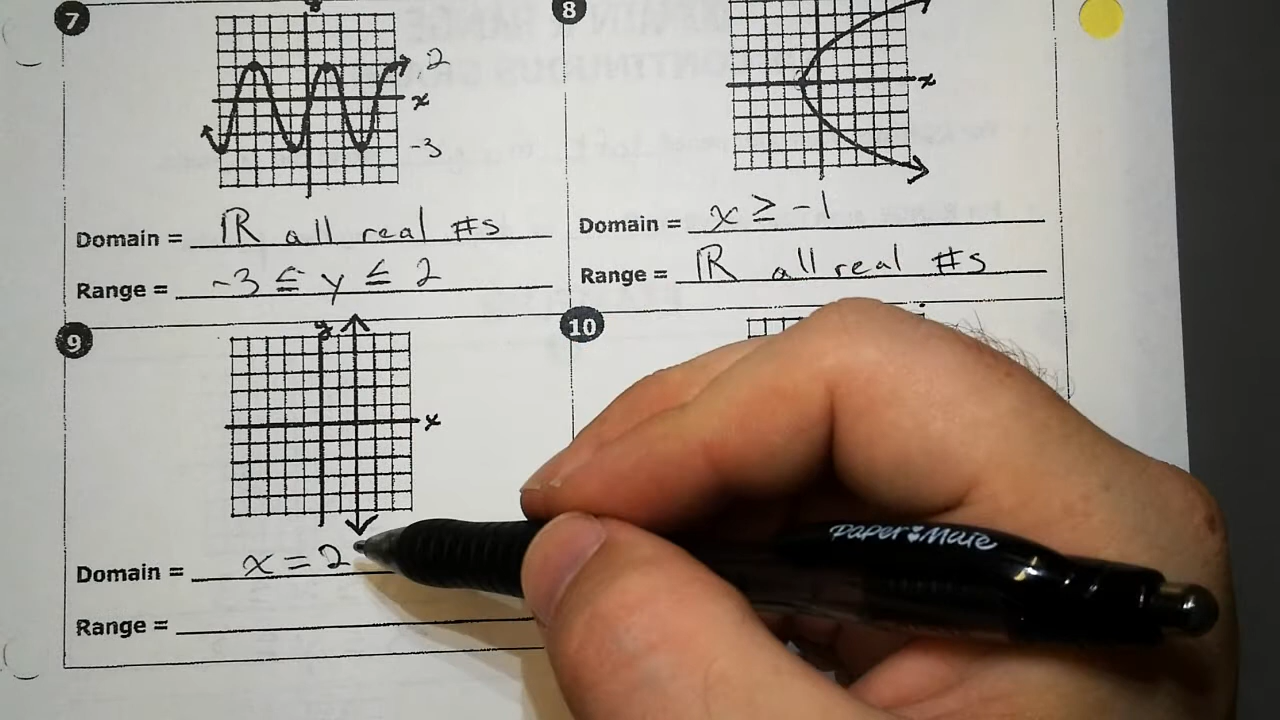 7
y
2
x
-3
Domain = ℝ all real #s
Range = -3 ≤ y ≤ 2
8
x
Domain = x ≥ -1
Range = ℝ all real #s
9
y
x
Domain = x = 2
Range =
10
Paper Mate